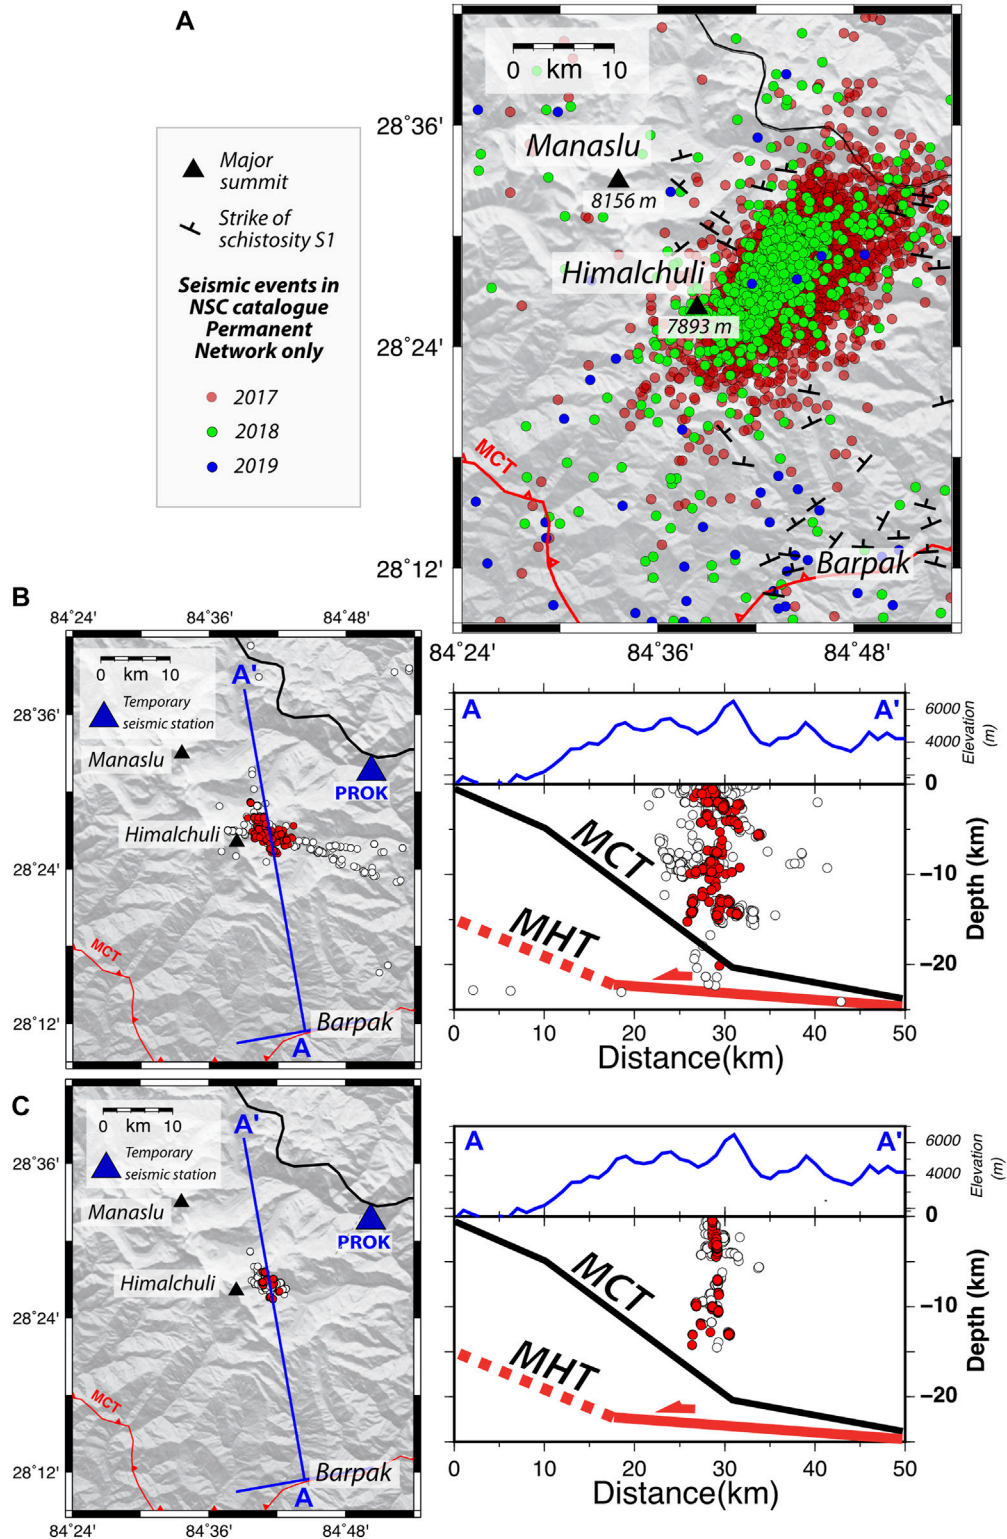 A
0 km 10
28°36'
Manaslu
8156 m
Himalchuli
7893 m
28°24'
MCT
28°12'
Barpak
84°24' 84°36' 84°48'
Major
summit
Strike of
schistosity S1
Seismic events in
NSC catalogue
Permanent
Network only
2017
2018
2019
B
84°24' 84°36' 84°48'
0 km 10
Temporary
seismic station
A'
28°36'
Manaslu
PROK
Himalchuli
28°24'
MCT
28°12'
Barpak
A
A A'
6000
4000
0
Elevation
(m)
MCT
MHT
−10
−20
Depth (km)
0 10 20 30 40 50
Distance(km)
C
0 km 10
Temporary
seismic station
A'
28°36'
Manaslu
PROK
Himalchuli
28°24'
MCT
28°12'
Barpak
A
84°24' 84°36' 84°48'
A A'
6000
4000
0
Elevation
(m)
MCT
MHT
0
−10
−20
Depth (km)
0 10 20 30 40 50
Distance(km)